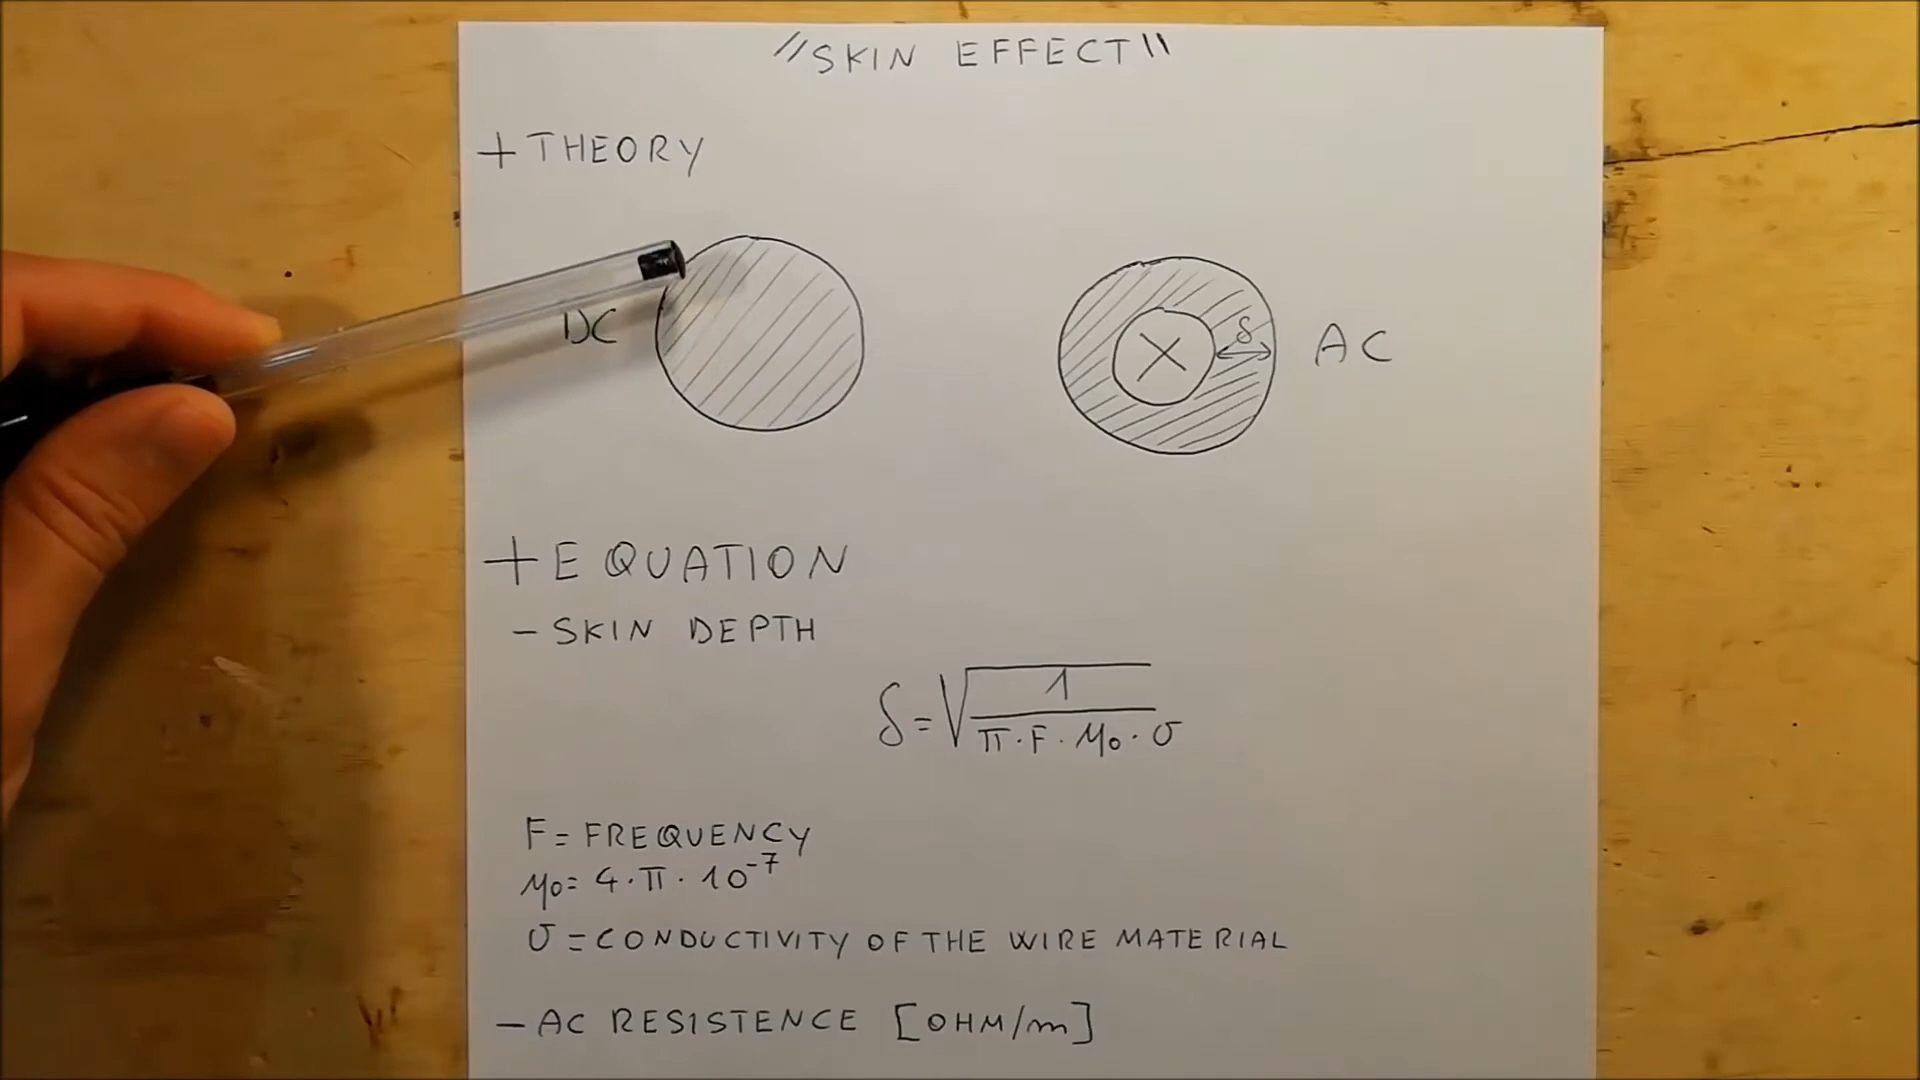 "SKIN EFFECT"
+ THEORY
DC
δ
AC
+ EQUATION
- SKIN DEPTH
δ = √(1 / (π · F · μ0 · σ))
F = FREQUENCY
μ0 = 4 · π · 10⁻⁷
σ = CONDUCTIVITY OF THE WIRE MATERIAL
- AC RESISTENCE [OHM/m]